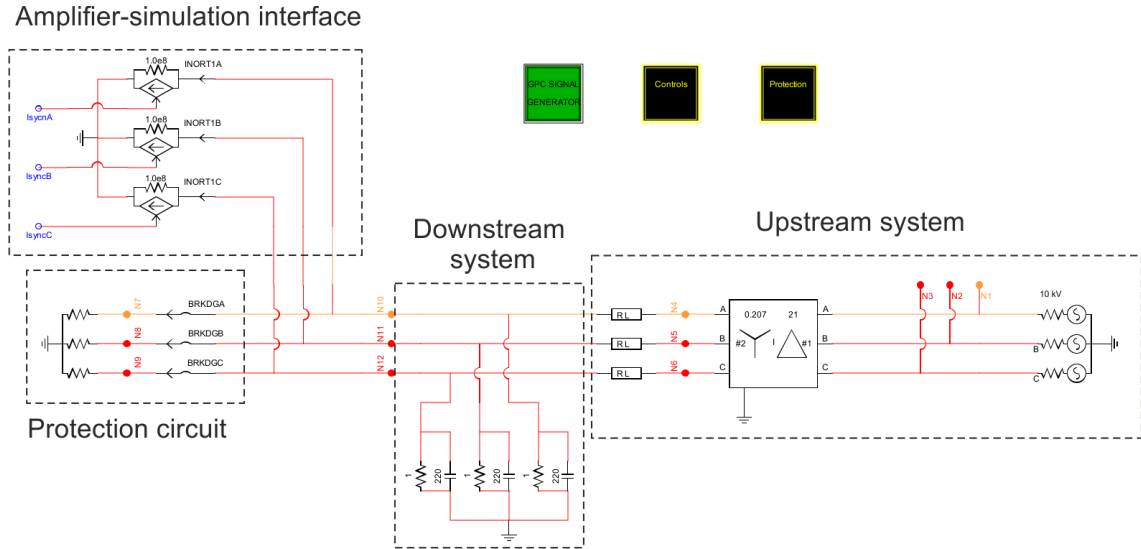 Amplifier-simulation interface
1.0e8
INORT1A
IsycnA
1.0e8
INORT1B
IsyncB
1.0e8
INORT1C
IsyncC
GPC SIGNAL
GENERATOR
Controls
Protection
Downstream
system
Upstream system
N7
BRKDGA
N8
BRKDGB
N9
BRKDGC
Protection circuit
N10
N11
N12
1
220
1
220
1
220
RL
RL
RL
N4
N5
N6
A
B
C
0.207
21
#2
I
#1
A
B
C
N3
N2
N1
10 kV
B
C